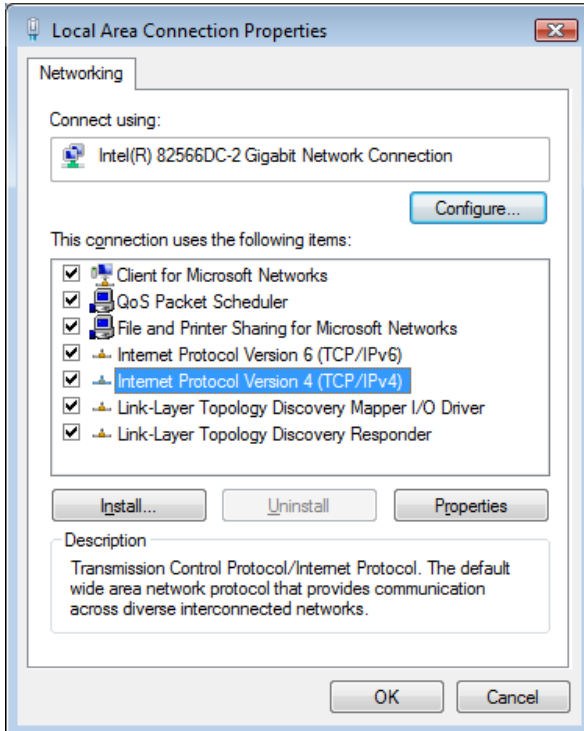 Local Area Connection Properties
Networking
Connect using:
Intel(R) 82566DC-2 Gigabit Network Connection
Configure...
This connection uses the following items:
Client for Microsoft Networks
QoS Packet Scheduler
File and Printer Sharing for Microsoft Networks
Internet Protocol Version 6 (TCP/IPv6)
Internet Protocol Version 4 (TCP/IPv4)
Link-Layer Topology Discovery Mapper I/O Driver
Link-Layer Topology Discovery Responder
Install... Uninstall Properties
Description
Transmission Control Protocol/Internet Protocol. The default
wide area network protocol that provides communication
across diverse interconnected networks.
OK Cancel